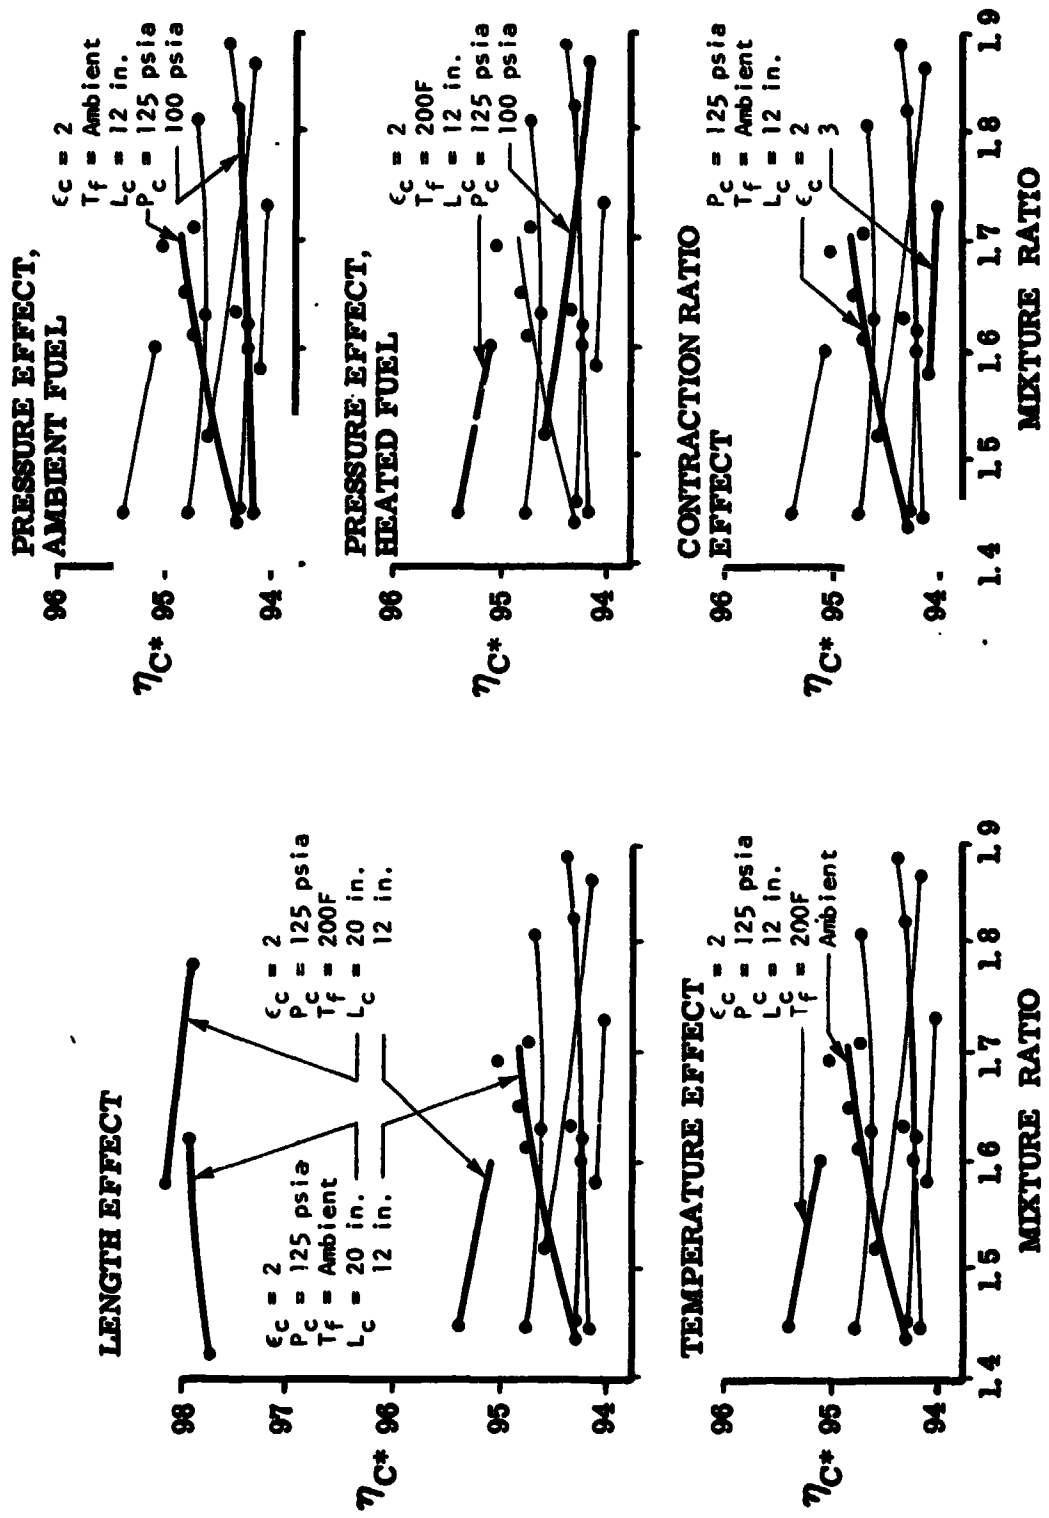 LENGTH EFFECT
98
97
96
95
94
ηC*
ϵc = 2
Pc = 125 psia
Tf = Ambient
Lc = 20 in.
12 in.
ϵc = 2
Pc = 125 psia
Tf = 200F
Lc = 20 in.
12 in.
TEMPERATURE EFFECT
96
95
94
ηC*
ϵc = 2
Pc = 125 psia
Lc = 12 in.
Tf = 200F
Ambient
1.4 1.5 1.6 1.7 1.8 1.9
MIXTURE RATIO
PRESSURE EFFECT,
AMBIENT FUEL
96
95
94
ηC*
ϵc = 2
Tf = Ambient
Lc = 12 in.
Pc = 125 psia
100 psia
PRESSURE EFFECT,
HEATED FUEL
96
95
94
ηC*
ϵc = 2
Tf = 200F
Lc = 12 in.
Pc = 125 psia
100 psia
CONTRACTION RATIO
EFFECT
96
95
94
ηC*
Pc = 125 psia
Tf = Ambient
Lc = 12 in.
ϵc = 2
3
1.4 1.5 1.6 1.7 1.8 1.9
MIXTURE RATIO